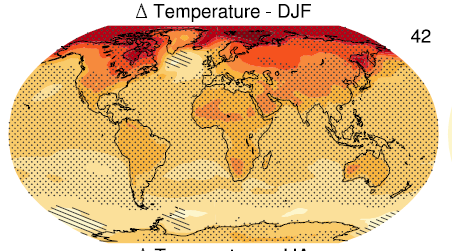 Δ Temperature - DJF
42